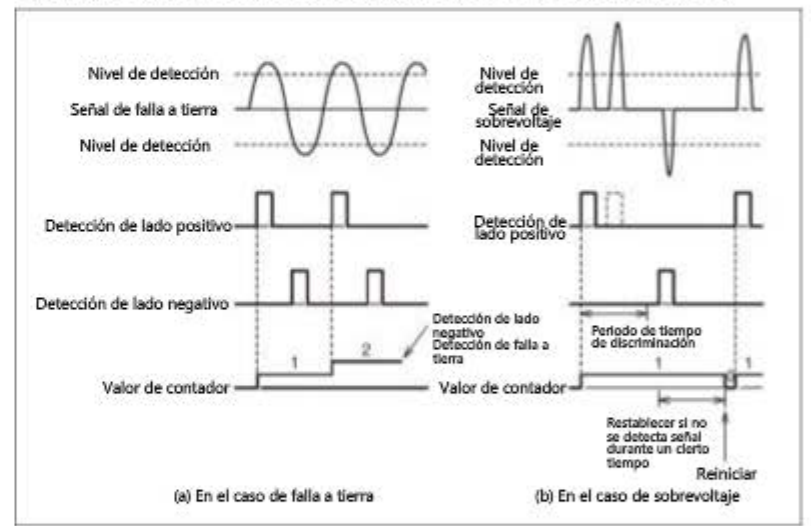 Nivel de detección
Señal de falla a tierra
Nivel de detección
Detección de lado positivo
Detección de lado negativo
Detección de lado
negativo
Detección de falla a
tierra
1
2
Valor de contador
(a) En el caso de falla a tierra
Nivel de
detección
Señal de
sobrevoltaje
Nivel de
detección
Detección de
lado positivo
Periodo de tiempo
de discriminación
1
1
Valor de contador
Restablecer si no
se detecta señal
durante un cierto
tiempo
Reiniciar
(b) En el caso de sobrevoltaje